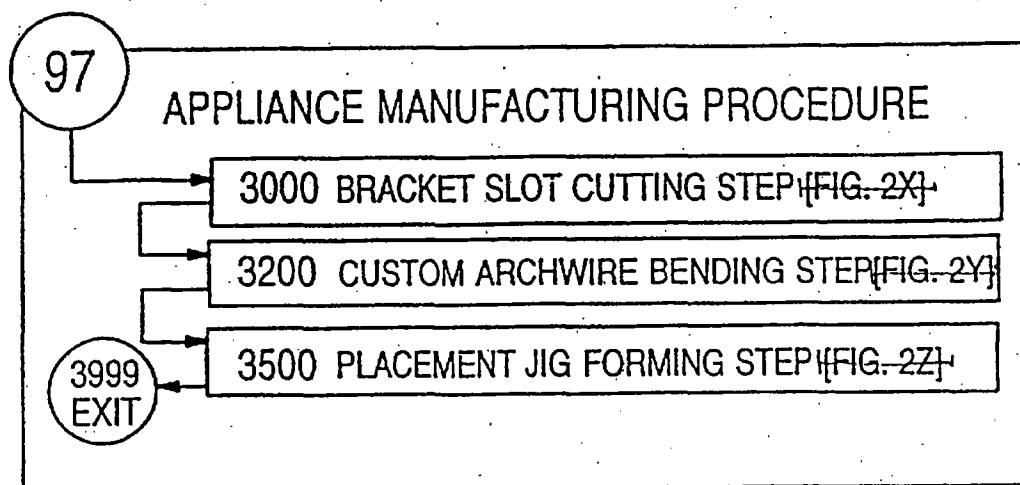 97
APPLIANCE MANUFACTURING PROCEDURE
3000 BRACKET SLOT CUTTING STEP [FIG. 2X]
3200 CUSTOM ARCHWIRE BENDING STEP [FIG. 2Y]
3500 PLACEMENT JIG FORMING STEP [FIG. 2Z]
3999
EXIT